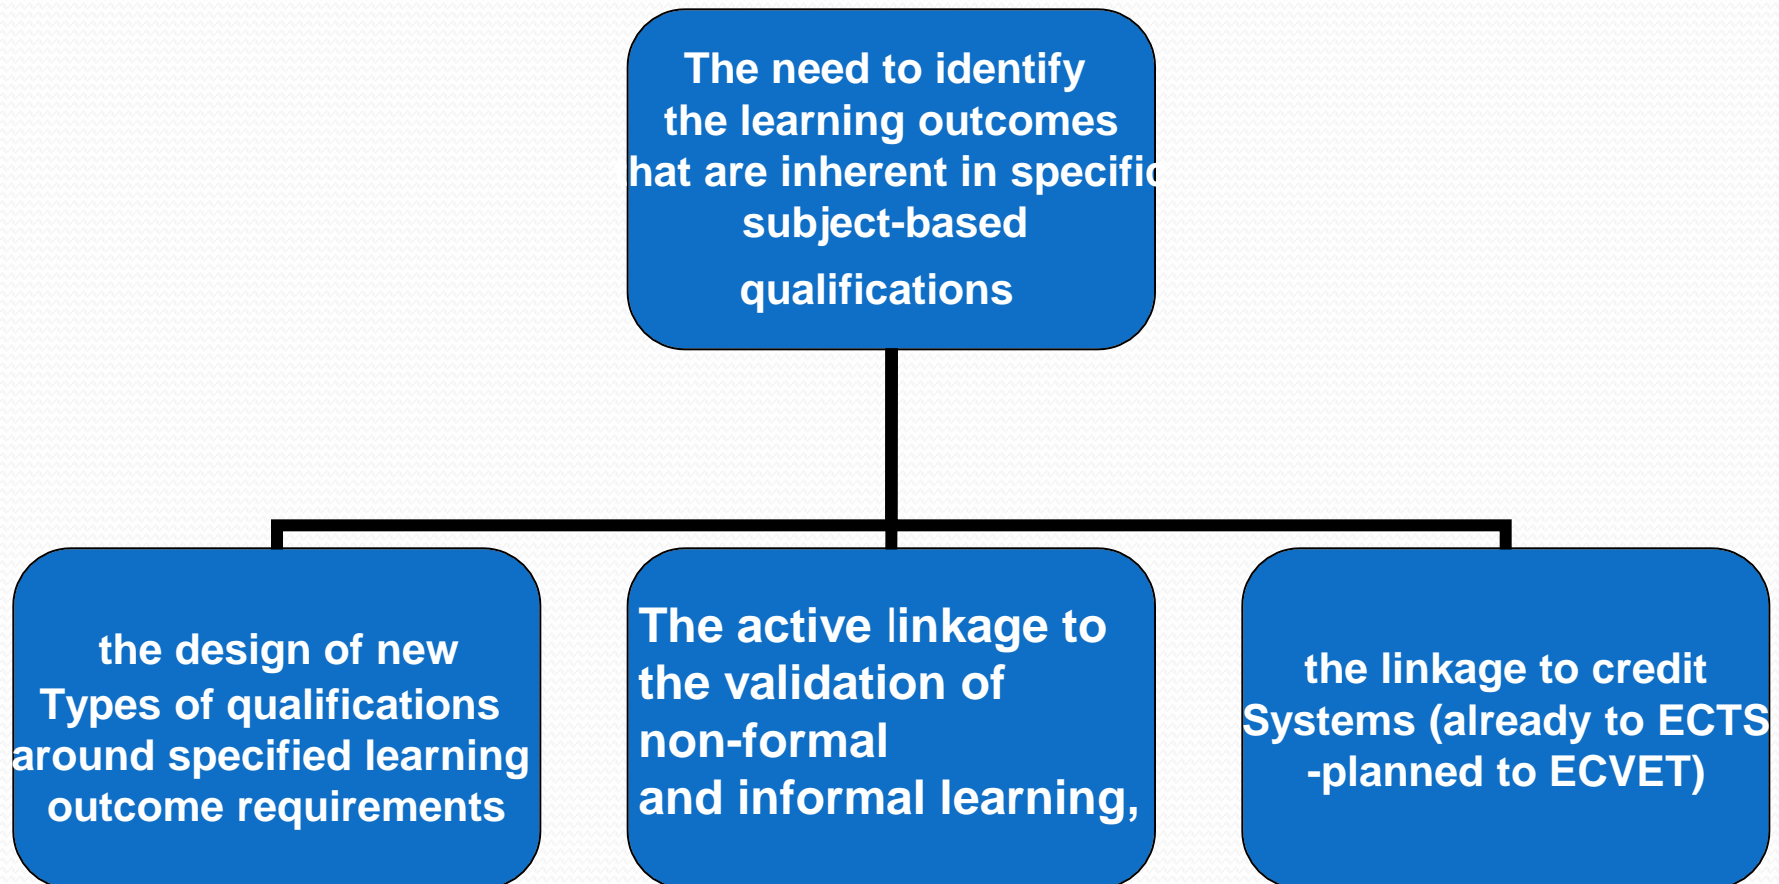 The need to identify
the learning outcomes
hat are inherent in specific
subject-based
qualifications
the design of new
Types of qualifications
around specified learning
outcome requirements
The active linkage to
the validation of
non-formal
and informal learning,
the linkage to credit
Systems (already to ECTS
-planned to ECVET)